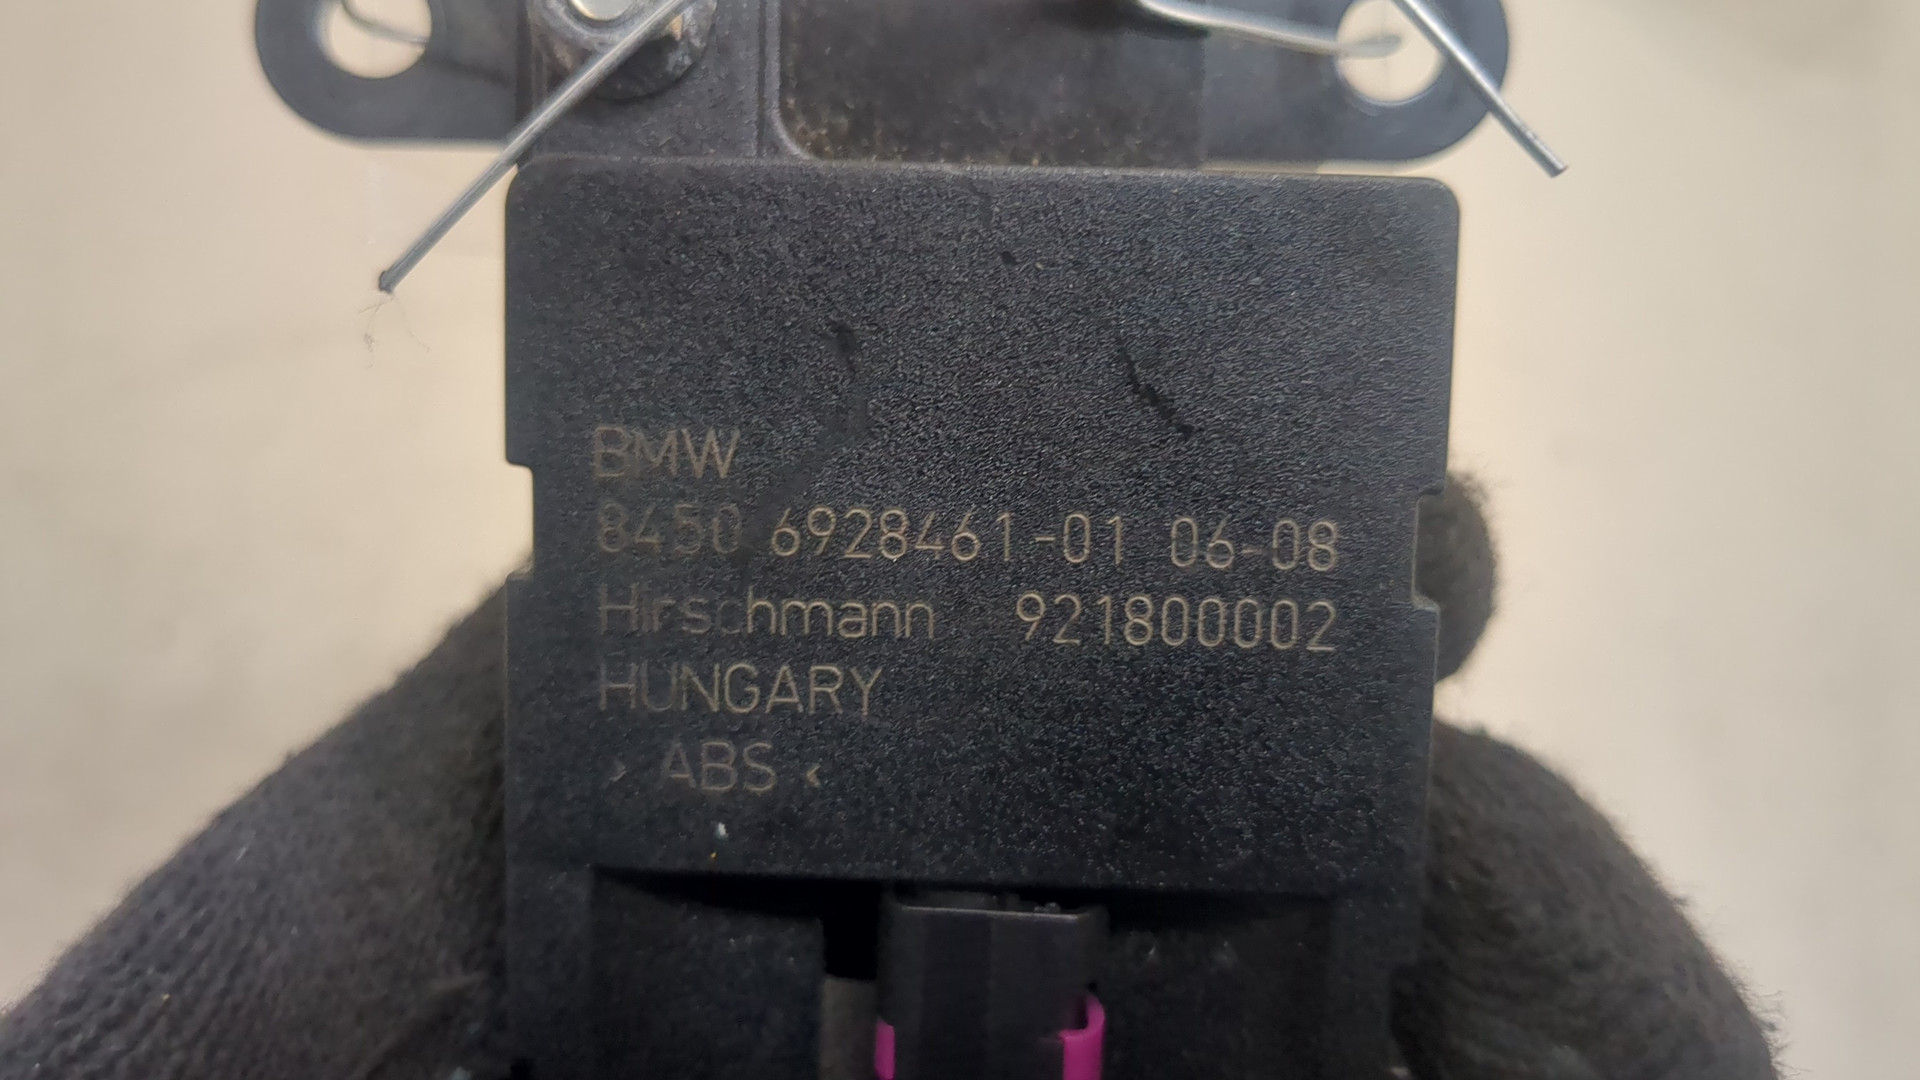 BMW
8450 6928461-01 06-08
Hirschmann 921800002
HUNGARY
> ABS <